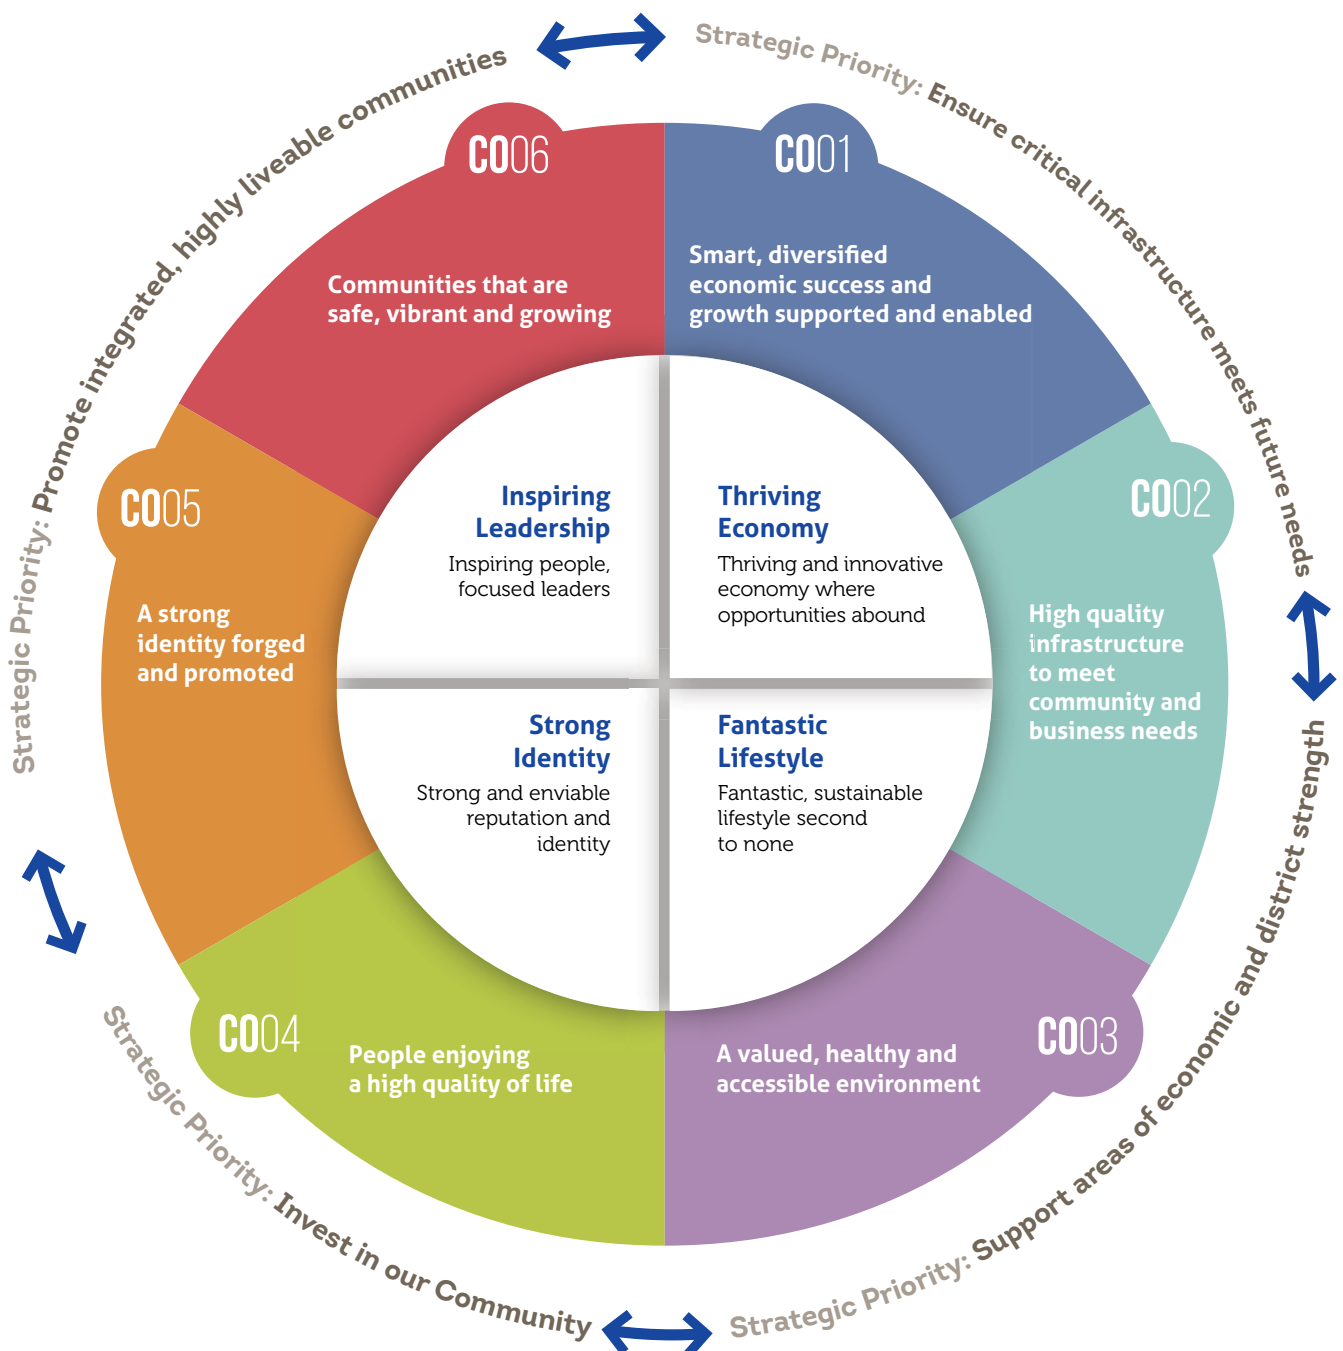 Strategic Priority: Ensure critical infrastructure meets future needs
Strategic Priority: Support areas of economic and district strength
Strategic Priority: Invest in our Community
Strategic Priority: Promote integrated, highly liveable communities
CO01
Smart, diversified
economic success and
growth supported and enabled
CO02
High quality
infrastructure
to meet
community and
business needs
CO03
A valued, healthy and
accessible environment
CO04
People enjoying
a high quality of life
CO05
A strong
identity forged
and promoted
CO06
Communities that are
safe, vibrant and growing
Inspiring
Leadership
Inspiring people,
focused leaders
Thriving
Economy
Thriving and innovative
economy where
opportunities abound
Strong
Identity
Strong and enviable
reputation and
identity
Fantastic
Lifestyle
Fantastic, sustainable
lifestyle second
to none